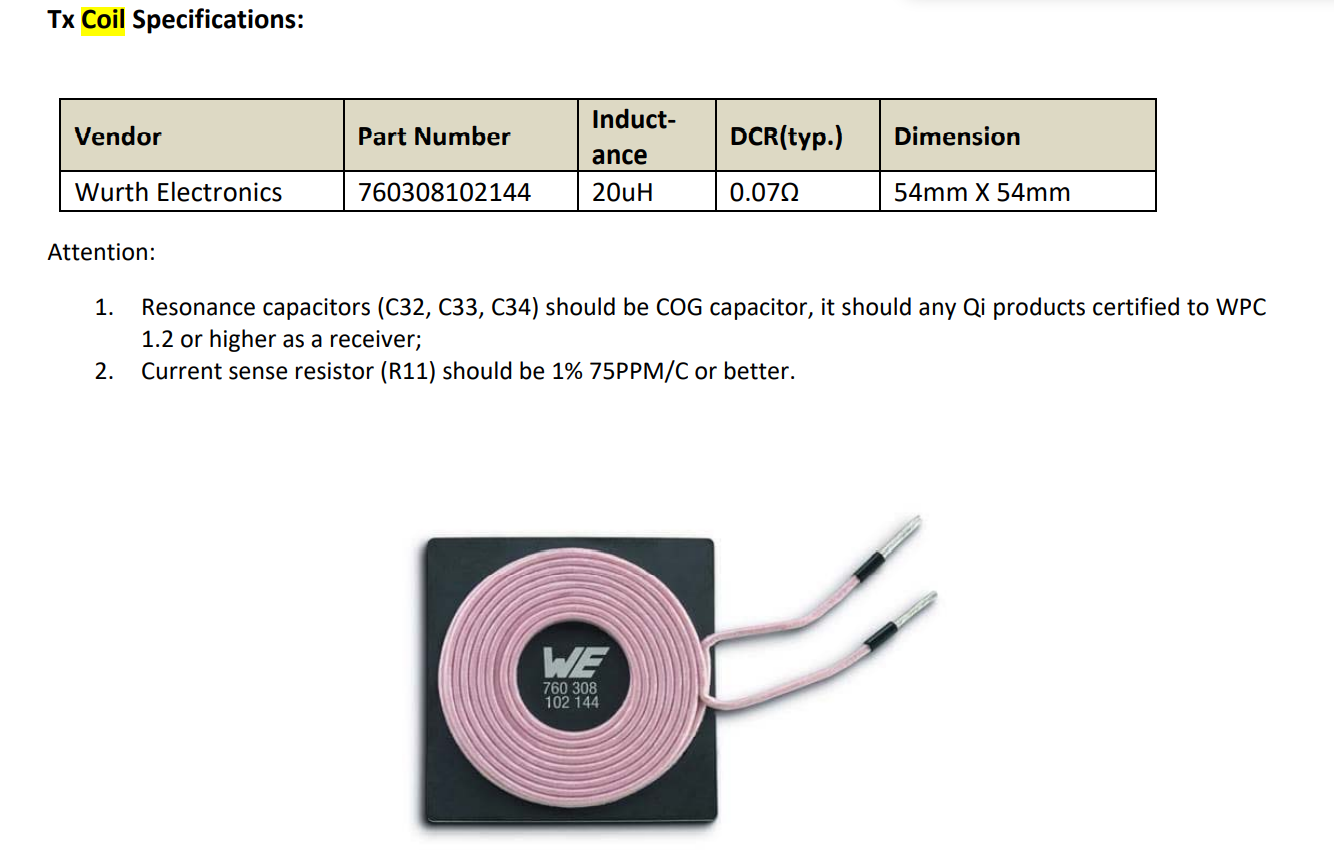 Tx Coil Specifications:
Vendor Part Number Induct-
ance DCR(typ.) Dimension
Wurth Electronics 760308102144 20uH 0.07Ω 54mm X 54mm
Attention:
1. Resonance capacitors (C32, C33, C34) should be COG capacitor, it should any Qi products certified to WPC
1.2 or higher as a receiver;
2. Current sense resistor (R11) should be 1% 75PPM/C or better.
WE
760 308
102 144